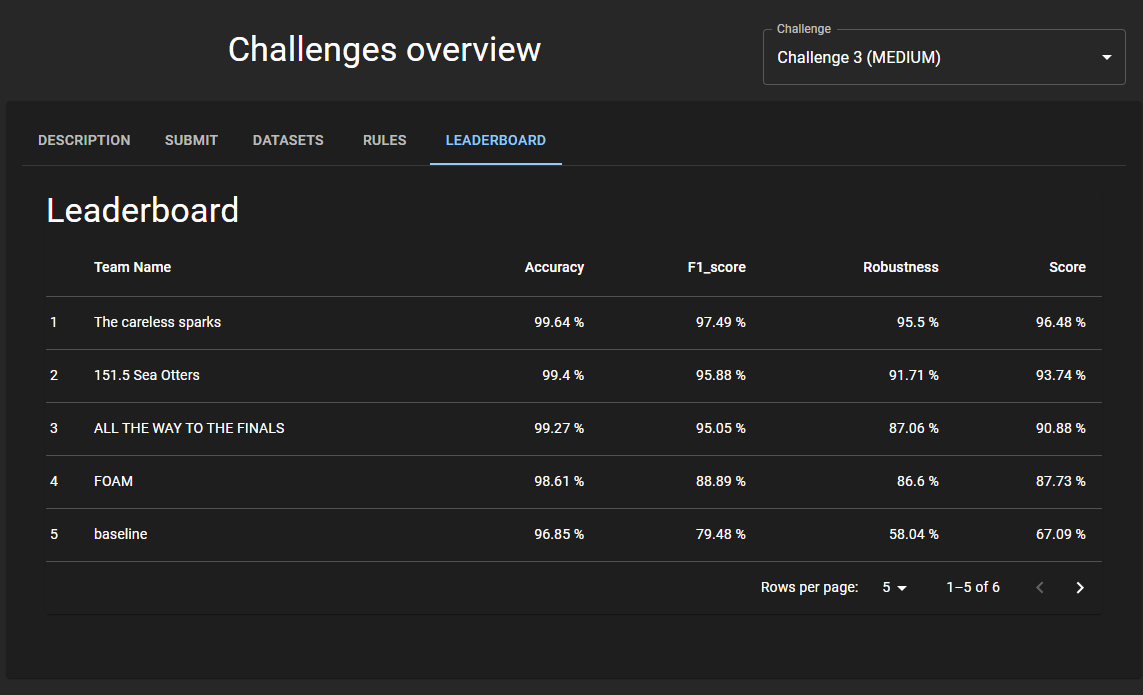 Challenges overview
Challenge
Challenge 3 (MEDIUM)
DESCRIPTION SUBMIT DATASETS RULES LEADERBOARD
Leaderboard
Team Name Accuracy F1_score Robustness Score
1 The careless sparks 99.64 % 97.49 % 95.5 % 96.48 %
2 151.5 Sea Otters 99.4 % 95.88 % 91.71 % 93.74 %
3 ALL THE WAY TO THE FINALS 99.27 % 95.05 % 87.06 % 90.88 %
4 FOAM 98.61 % 88.89 % 86.6 % 87.73 %
5 baseline 96.85 % 79.48 % 58.04 % 67.09 %
Rows per page: 5 1–5 of 6